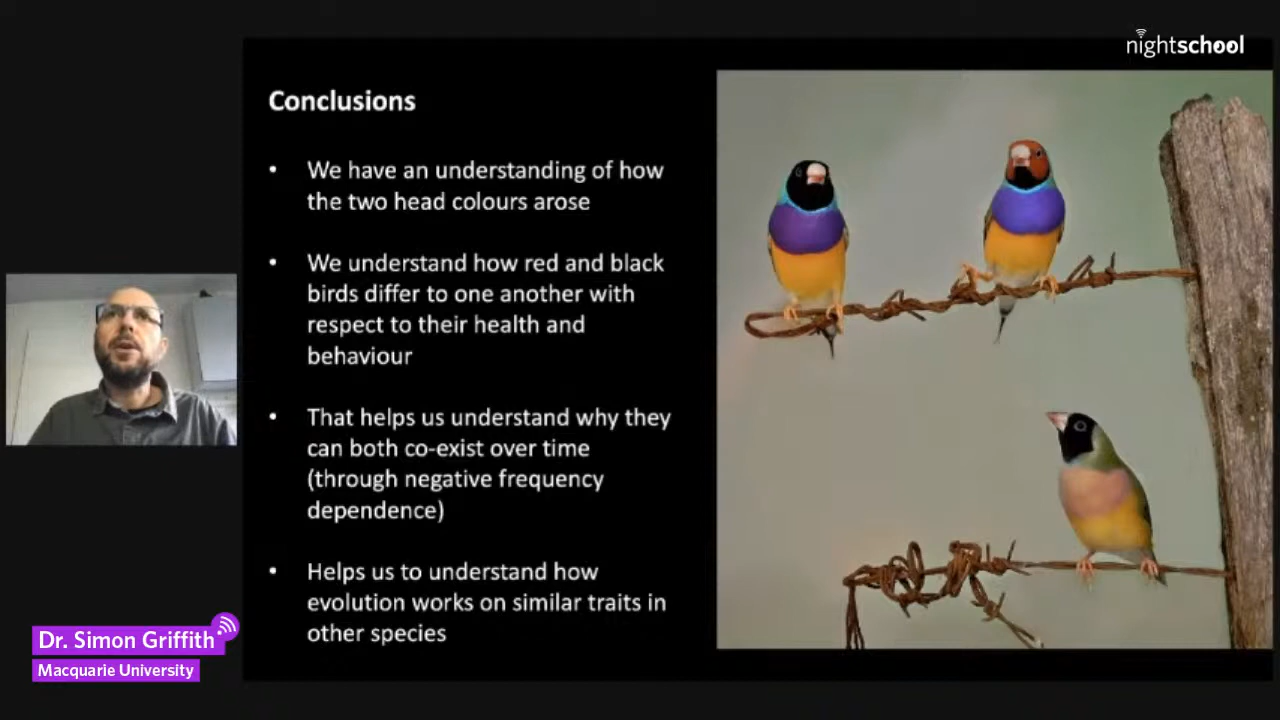 nightschool
Conclusions
• We have an understanding of how
the two head colours arose
• We understand how red and black
birds differ to one another with
respect to their health and
behaviour
• That helps us understand why they
can both co-exist over time
(through negative frequency
dependence)
• Helps us to understand how
evolution works on similar traits in
other species
Dr. Simon Griffith
Macquarie University